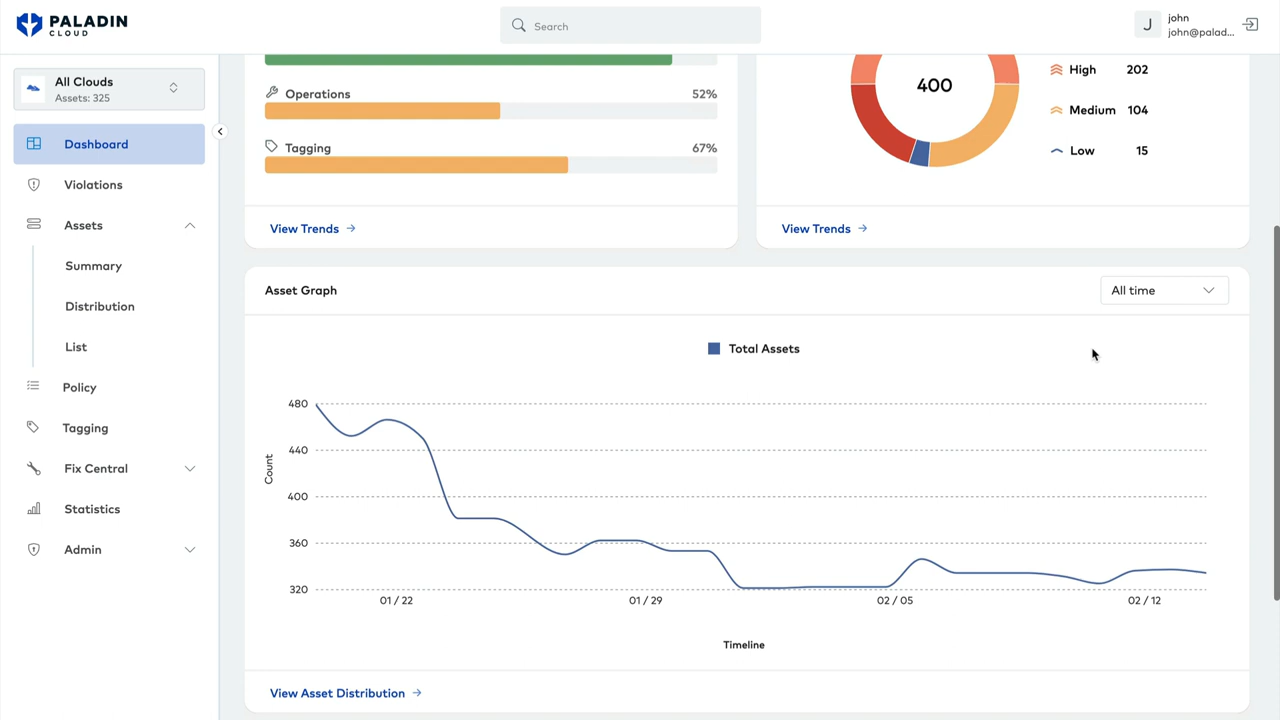 PALADIN
CLOUD
Search
J
john
john@palad...
All Clouds
Assets: 325
Dashboard
Violations
Assets
Summary
Distribution
List
Policy
Tagging
Fix Central
Statistics
Admin
Operations 52%
Tagging 67%
View Trends
400
High 202
Medium 104
Low 15
View Trends
Asset Graph
All time
Total Assets
480
440
400
360
320
Count
01 / 22
01 / 29
02 / 05
02 / 12
Timeline
View Asset Distribution